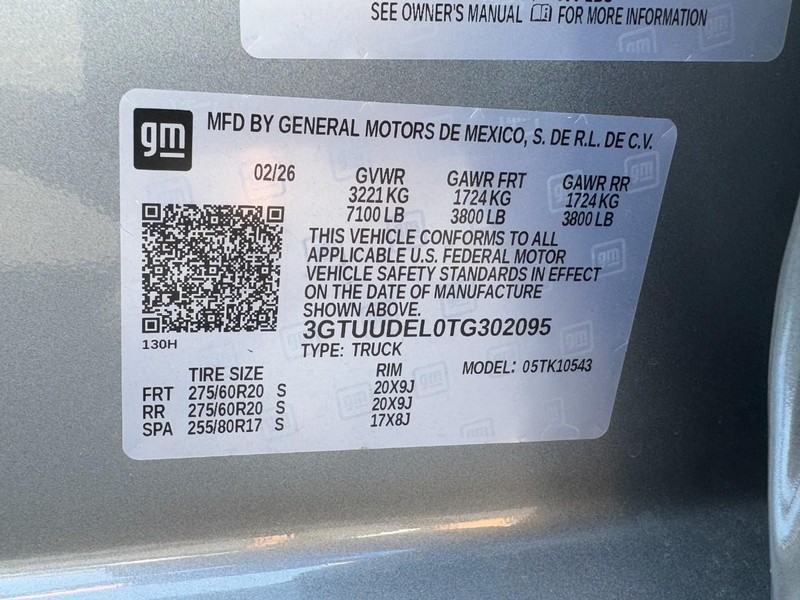 SEE OWNER'S MANUAL FOR MORE INFORMATION
gm
MFD BY GENERAL MOTORS DE MEXICO, S. DE R.L. DE C.V.
02/26 GVWR GAWR FRT GAWR RR
3221 KG 1724 KG 1724 KG
7100 LB 3800 LB 3800 LB
THIS VEHICLE CONFORMS TO ALL
APPLICABLE U.S. FEDERAL MOTOR
VEHICLE SAFETY STANDARDS IN EFFECT
ON THE DATE OF MANUFACTURE
SHOWN ABOVE.
130H 3GTUUDEL0TG302095
TYPE: TRUCK
TIRE SIZE RIM MODEL: 05TK10543
FRT 275/60R20 S 20X9J
RR 275/60R20 S 20X9J
SPA 255/80R17 S 17X8J